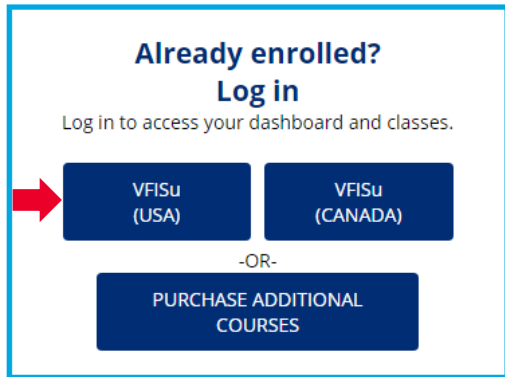 Already enrolled?
Log in
Log in to access your dashboard and classes.
VFISu
(USA)
VFISu
(CANADA)
-OR-
PURCHASE ADDITIONAL
COURSES